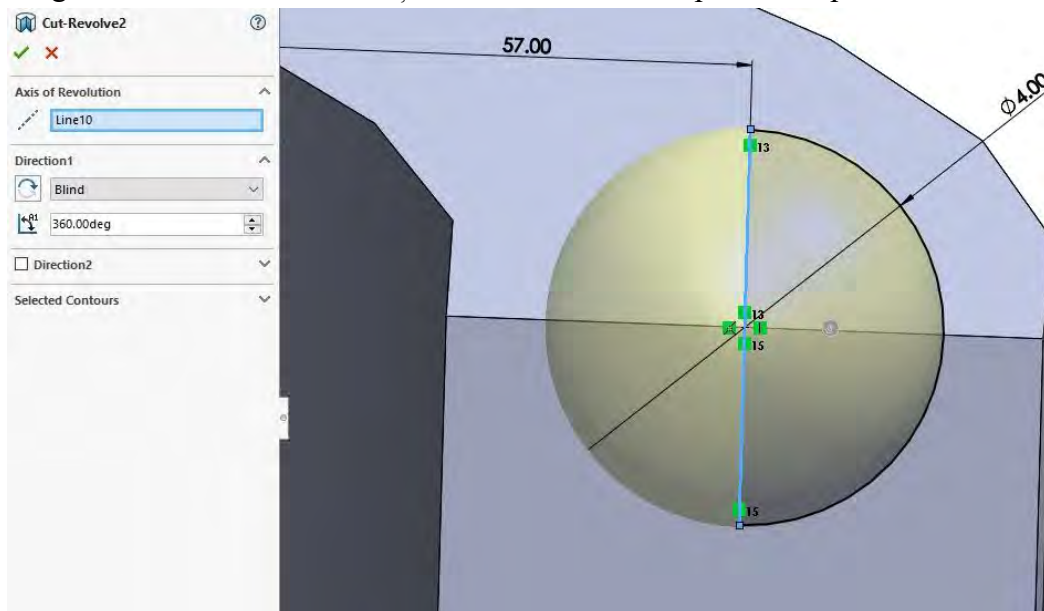 Cut-Revolve2
?
Axis of Revolution
Line10
Direction1
Blind
360.00deg
Direction2
Selected Contours
57.00
Φ4.00
13
13
15
15